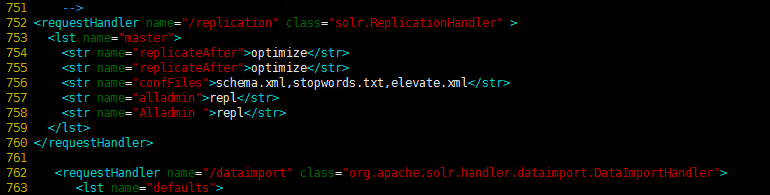 751     -->
752 <requestHandler name="/replication" class="solr.ReplicationHandler" >
753   <lst name="master">
754     <str name="replicateAfter">optimize</str>
755     <str name="replicateAfter">optimize</str>
756     <str name="confFiles">schema.xml,stopwords.txt,elevate.xml</str>
757     <str name="alladmin">repl</str>
758     <str name="Alladmin ">repl</str>
759   </lst>
760 </requestHandler>
761
762   <requestHandler name="/dataimport" class="org.apache.solr.handler.dataimport.DataImportHandler">
763     <lst name="defaults">